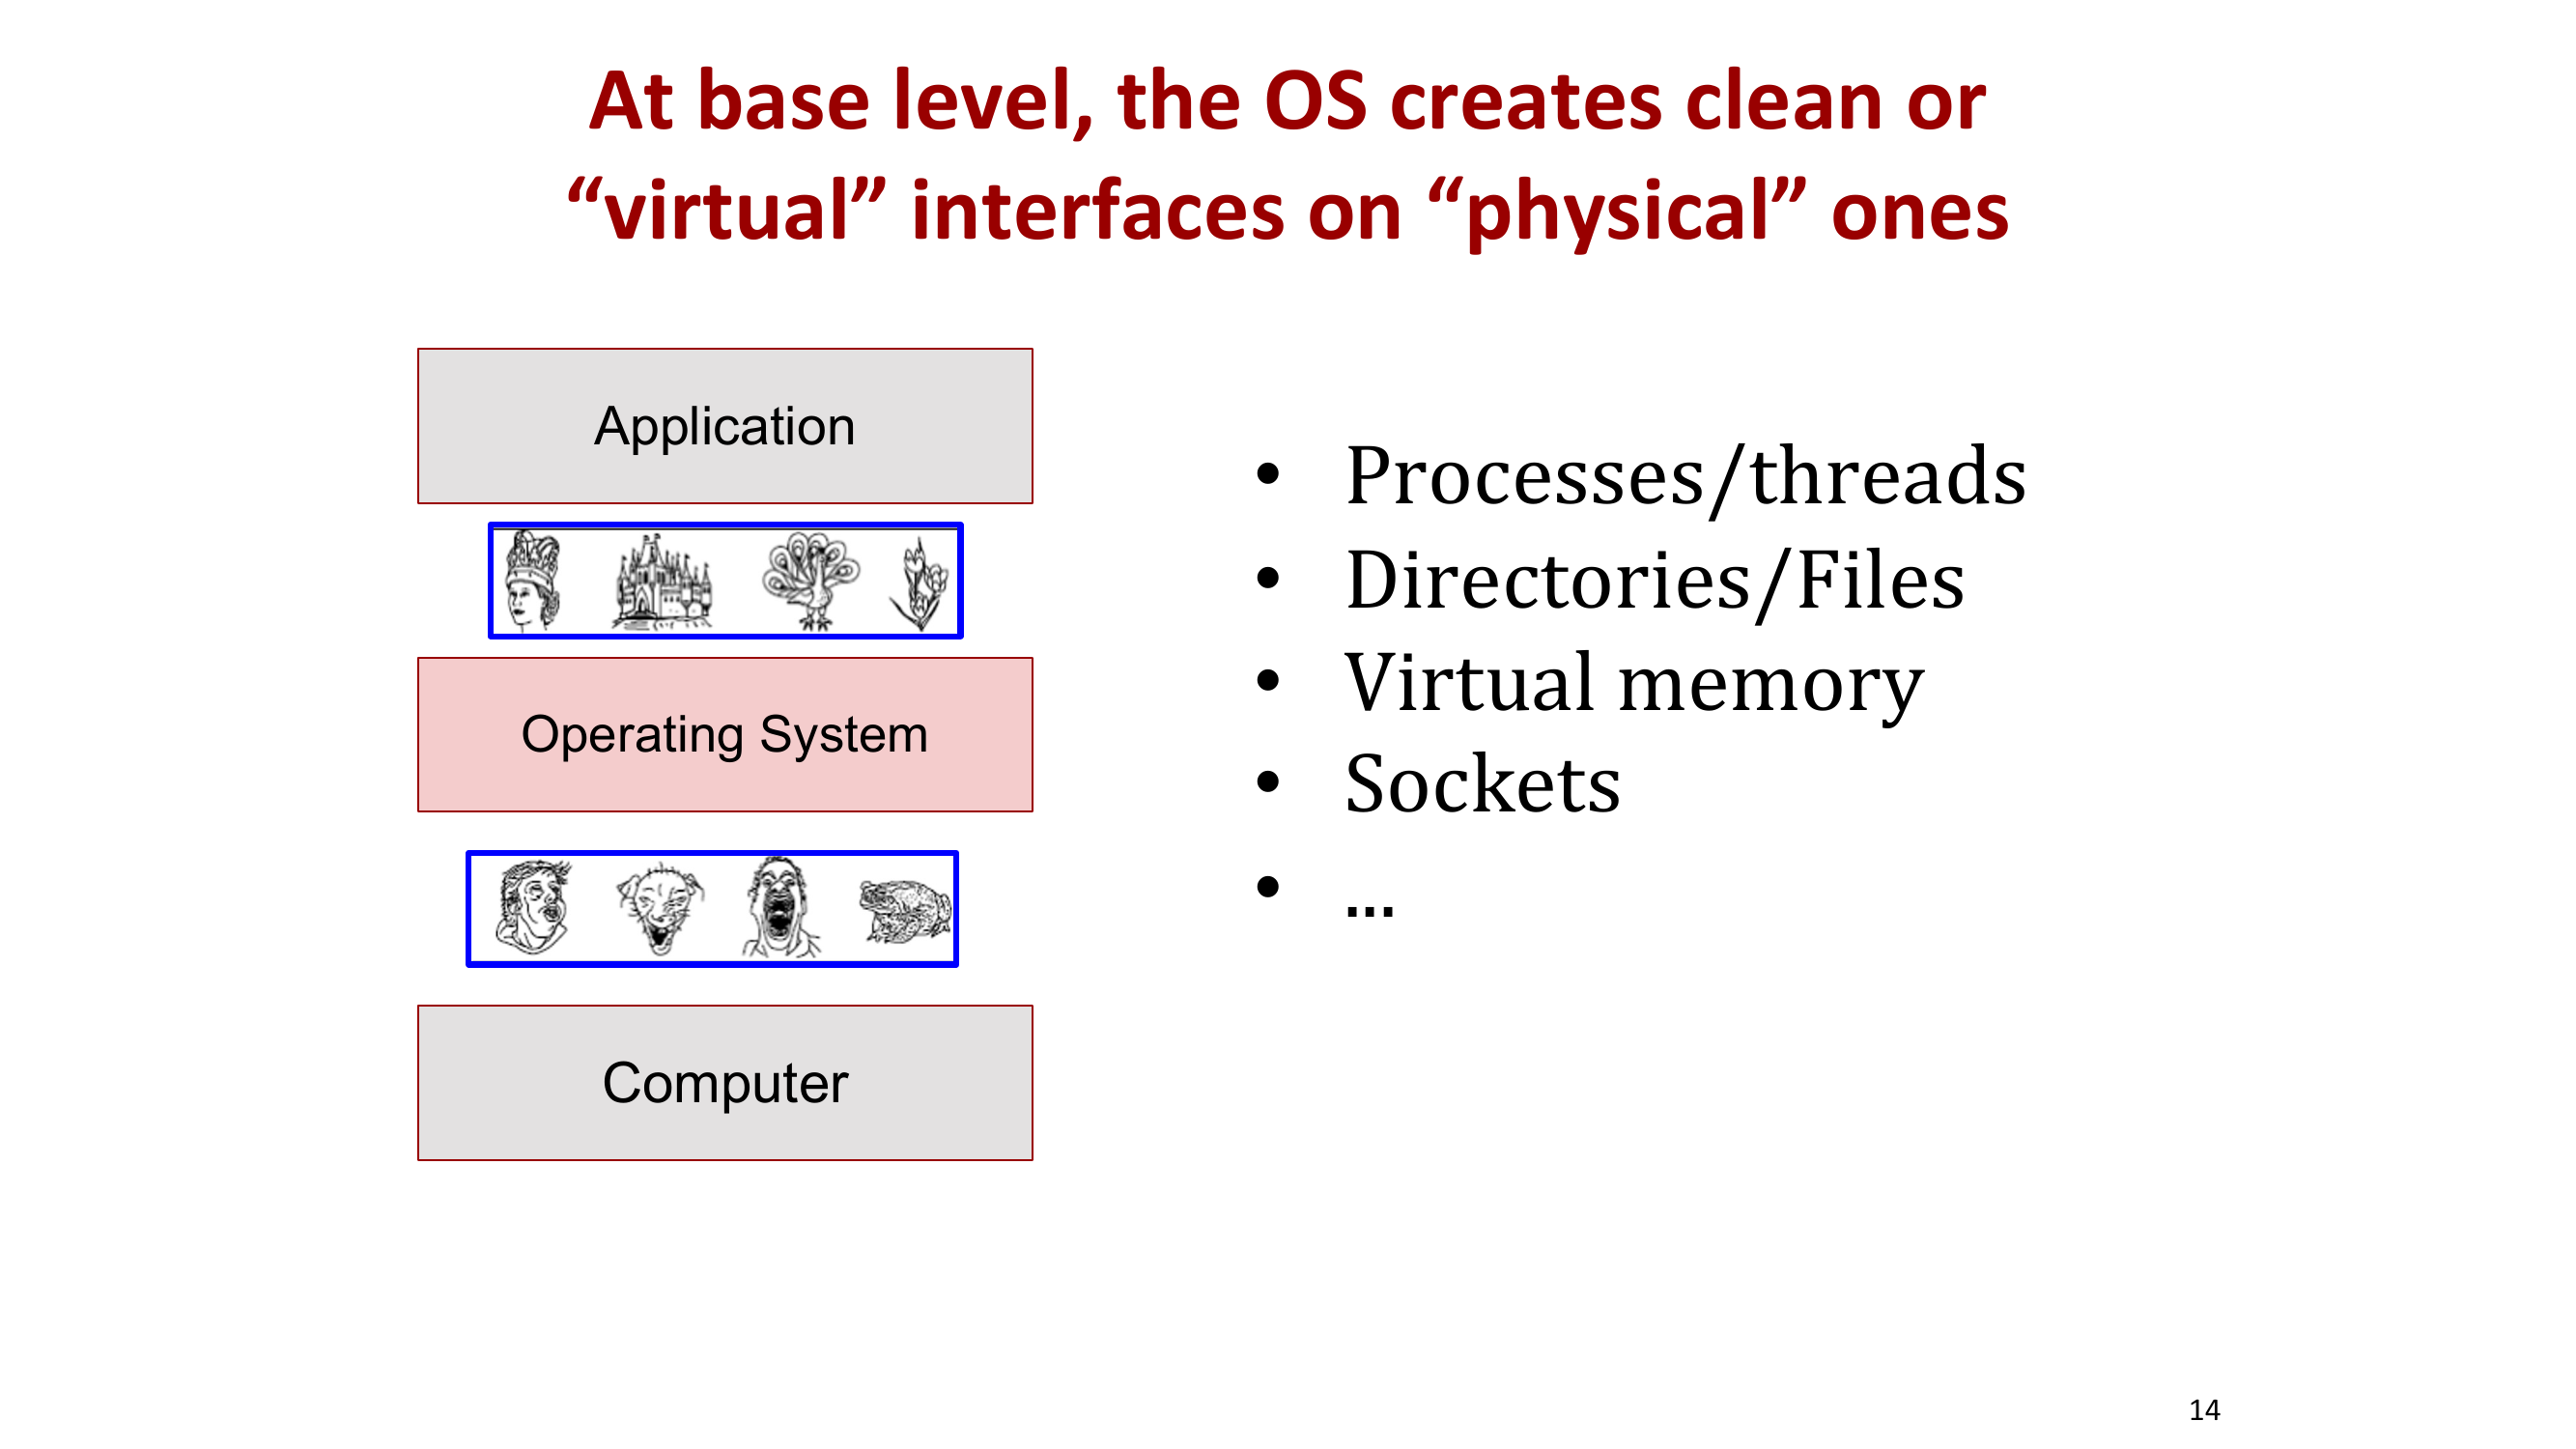 At base level, the OS creates clean or
“virtual” interfaces on “physical” ones
Application
Operating System
Computer
• Processes/threads
• Directories/Files
• Virtual memory
• Sockets
• ...
14